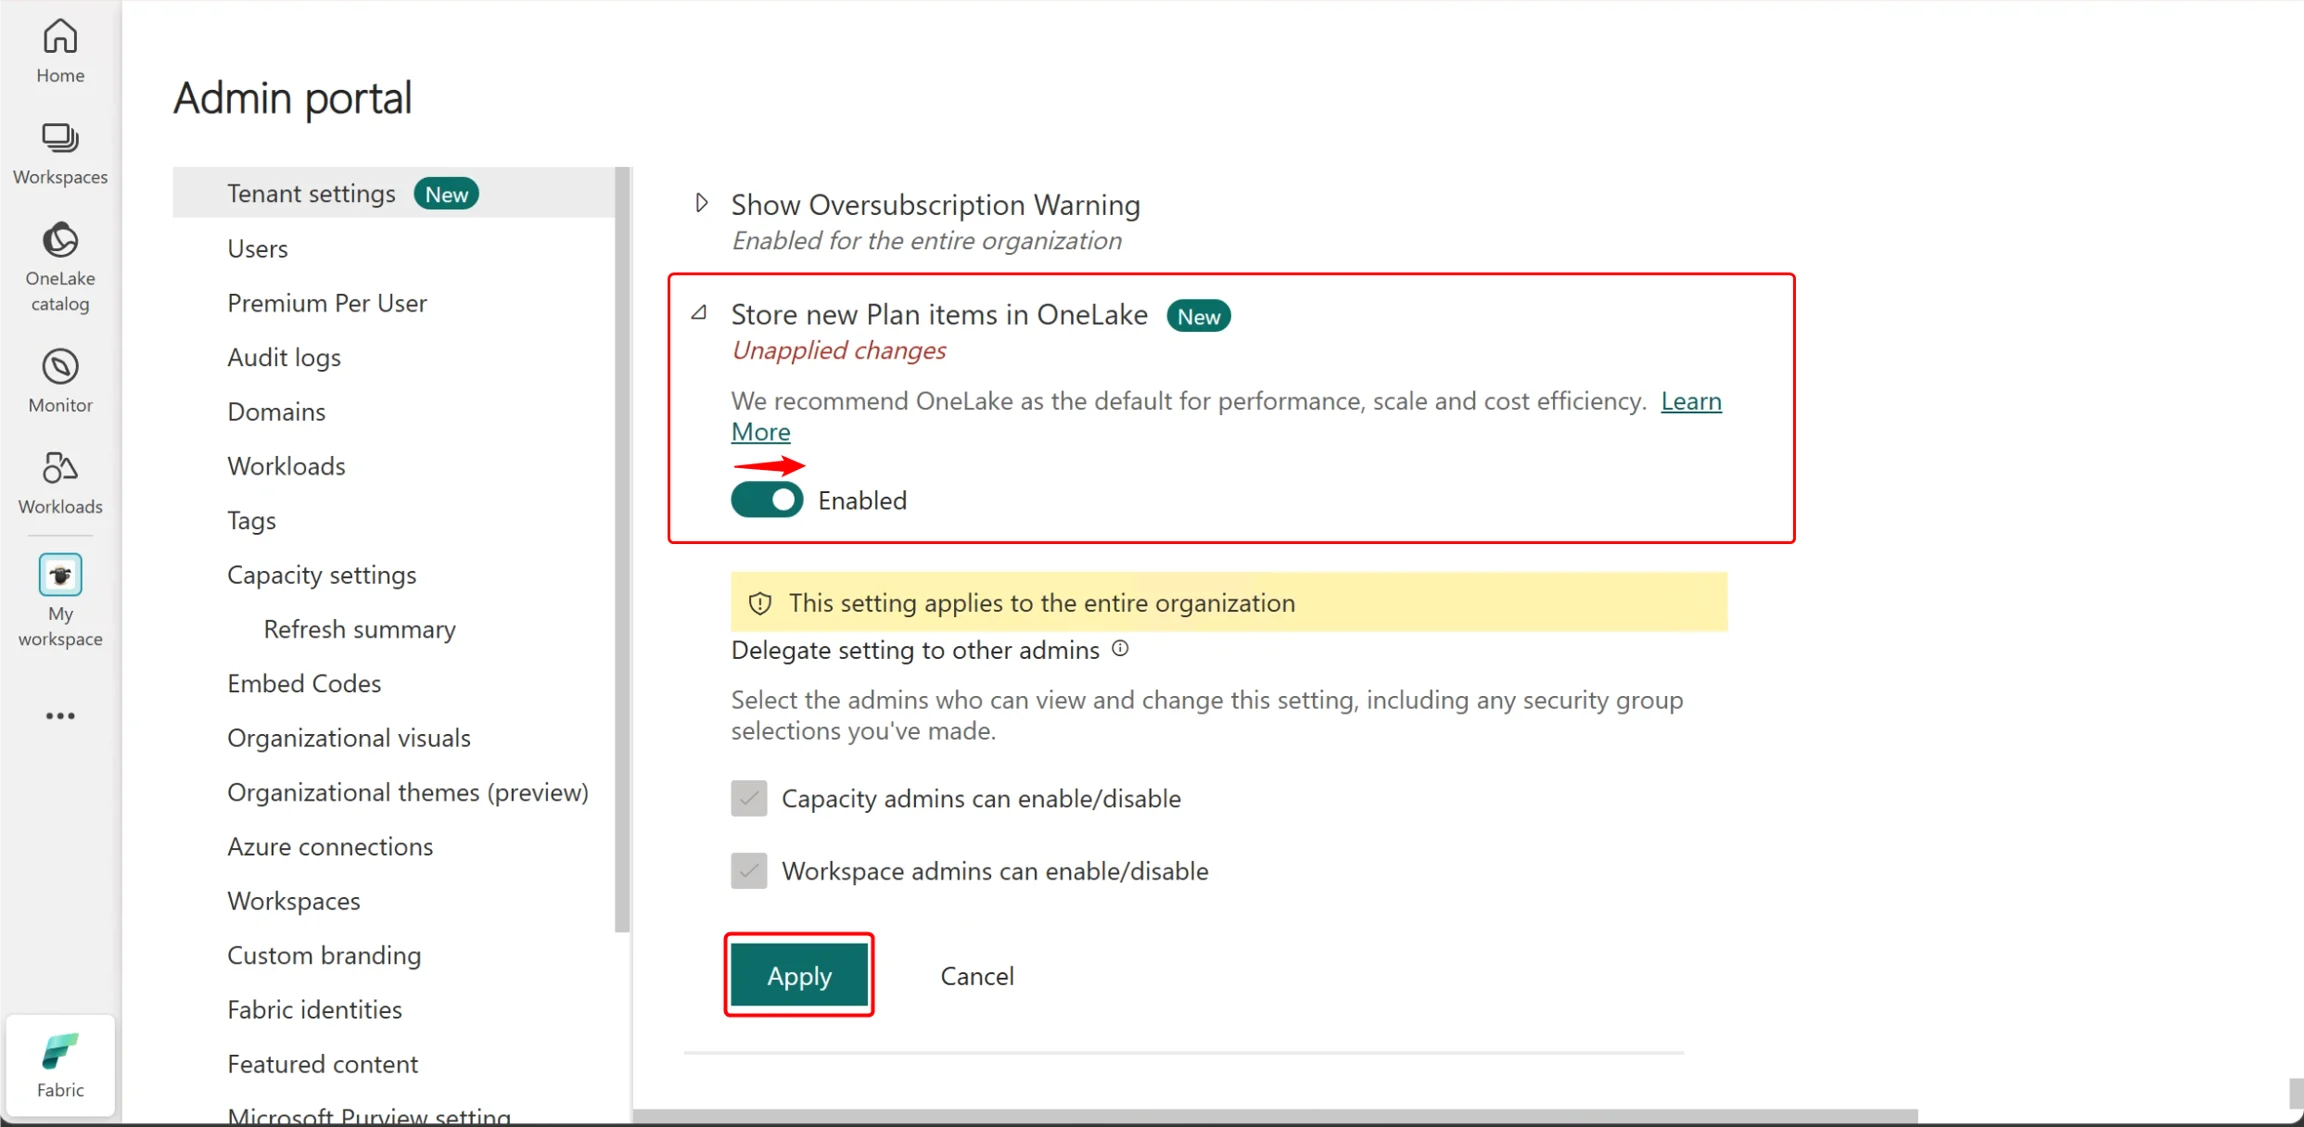 Home
Workspaces
OneLake
catalog
Monitor
Workloads
My
workspace
Fabric
Admin portal
Tenant settings New
Users
Premium Per User
Audit logs
Domains
Workloads
Tags
Capacity settings
Refresh summary
Embed Codes
Organizational visuals
Organizational themes (preview)
Azure connections
Workspaces
Custom branding
Fabric identities
Featured content
Microsoft Purview setting
Show Oversubscription Warning
Enabled for the entire organization
Store new Plan items in OneLake New
Unapplied changes
We recommend OneLake as the default for performance, scale and cost efficiency. Learn
More
Enabled
This setting applies to the entire organization
Delegate setting to other admins
Select the admins who can view and change this setting, including any security group
selections you've made.
Capacity admins can enable/disable
Workspace admins can enable/disable
Apply Cancel